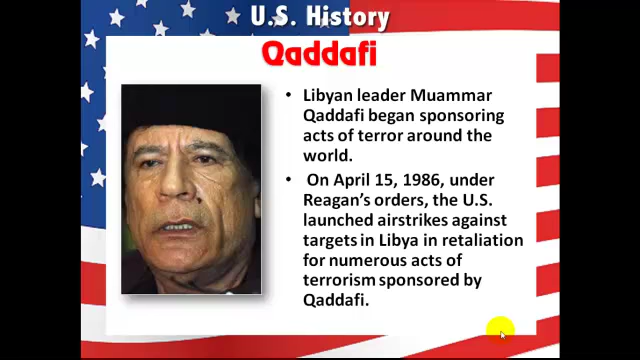 U.S. History
Qaddafi
• Libyan leader Muammar
Qaddafi began sponsoring
acts of terror around the
world.
• On April 15, 1986, under
Reagan's orders, the U.S.
launched airstrikes against
targets in Libya in retaliation
for numerous acts of
terrorism sponsored by
Qaddafi.